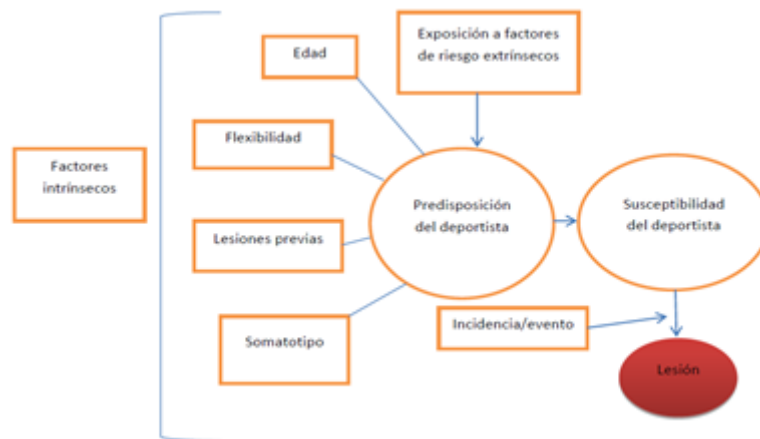 Factores
intrínsecos
Edad
Flexibilidad
Lesiones previas
Somatotipo
Exposición a factores
de riesgo extrínsecos
Predisposición
del deportista
Susceptibilidad
del deportista
Incidencia/evento
Lesión